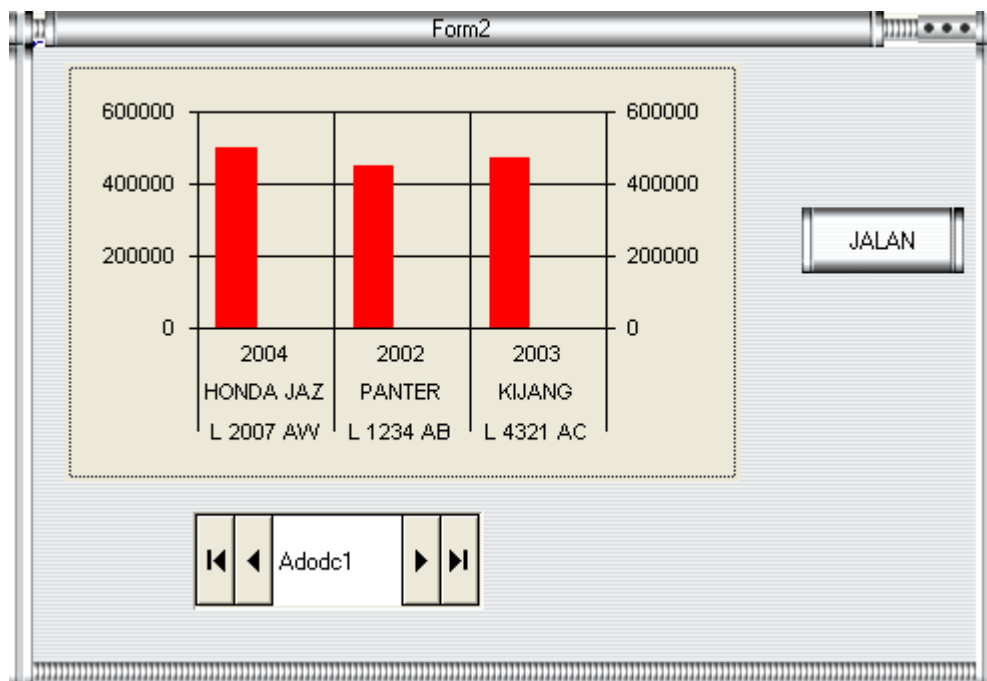 Form2
600000 600000
400000 400000
200000 200000
0 0
2004 2002 2003
HONDA JAZ PANTER KIJANG
L 2007 AW L 1234 AB L 4321 AC
JALAN
Adodc1